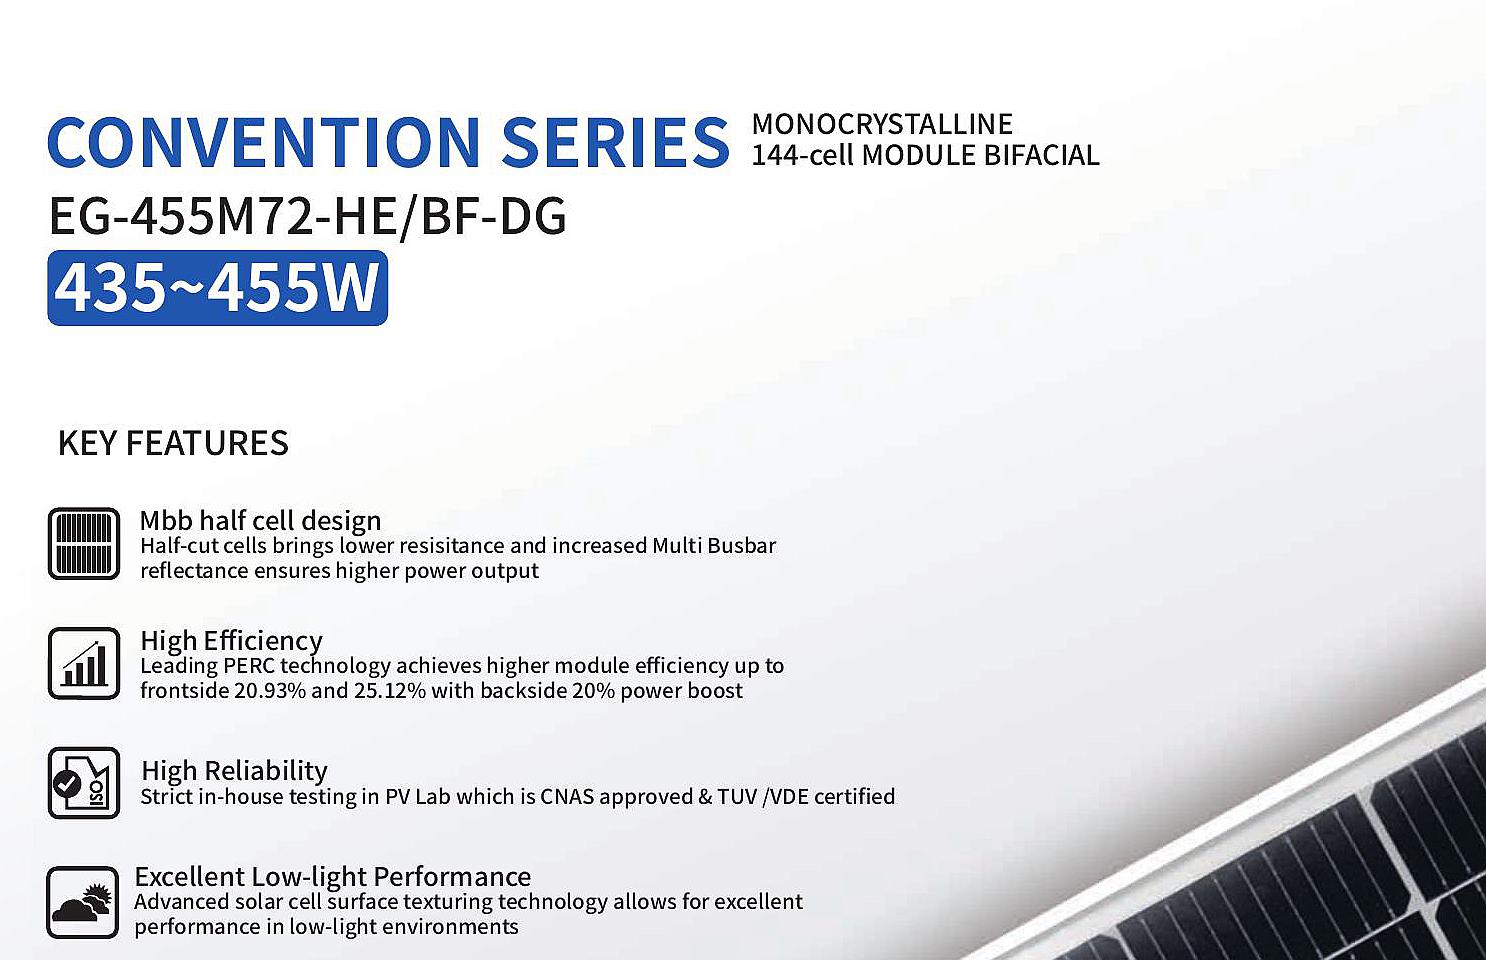 CONVENTION SERIES
MONOCRYSTALLINE
144-cell MODULE BIFACIAL
EG-455M72-HE/BF-DG
435~455W
KEY FEATURES
Mbb half cell design
Half-cut cells brings lower resisitance and increased Multi Busbar
reflectance ensures higher power output
High Efficiency
Leading PERC technology achieves higher module efficiency up to
frontside 20.93% and 25.12% with backside 20% power boost
ISO
High Reliability
Strict in-house testing in PV Lab which is CNAS approved & TUV /VDE certified
Excellent Low-light Performance
Advanced solar cell surface texturing technology allows for excellent
performance in low-light environments